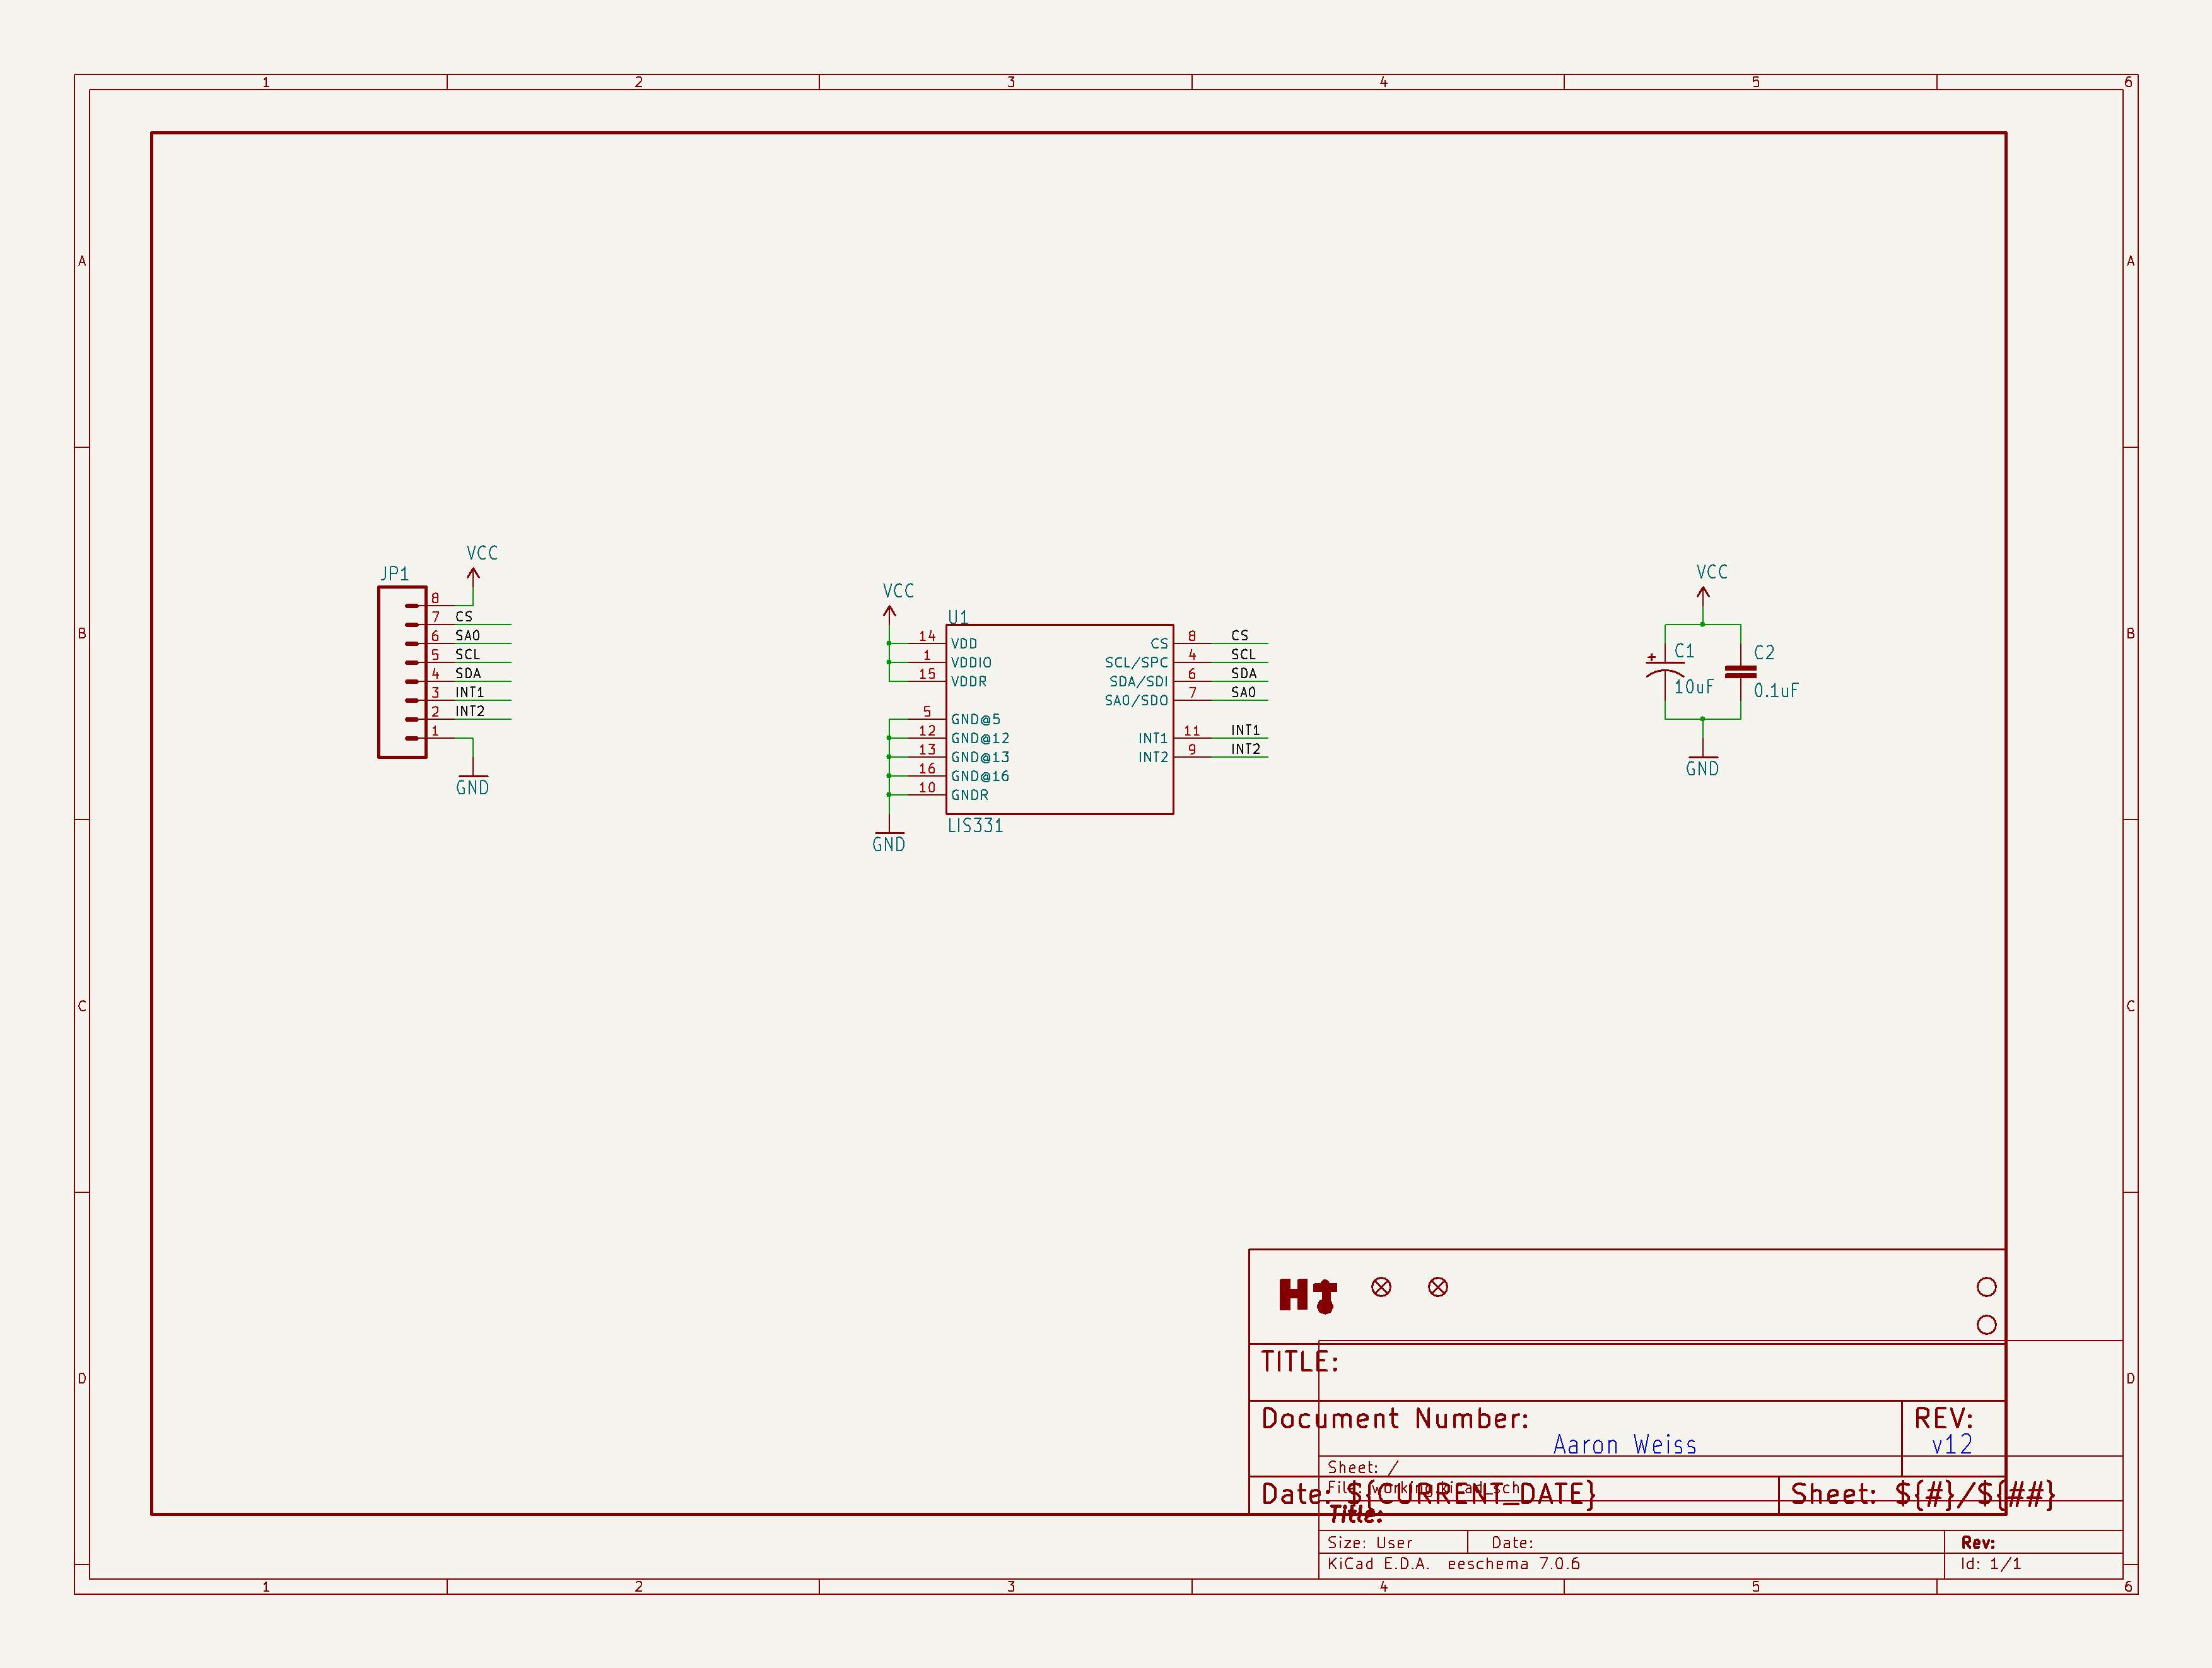 1 2 3 4 5 6
A A
VCC
JP1
8
7 CS
6 SA0
5 SCL
4 SDA
3 INT1
2 INT2
1
GND
VCC
U1
14 VDD CS 8 CS
1 VDDIO SCL/SPC 4 SCL
15 VDDR SDA/SDI 6 SDA
SA0/SDO 7 SA0
5 GND@5
12 GND@12 INT1 11 INT1
13 GND@13 INT2 9 INT2
16 GND@16
10 GNDR
LIS331
GND
VCC
+ C1 C2
10uF 0.1uF
GND
B B
C C
D D
TITLE:
Document Number: REV:
Aaron Weiss v12
Sheet: /
File: working.kicad_sch
Date: ${CURRENT_DATE} Sheet: ${#}/${##}
Title:
Size: User Date: Rev:
KiCad E.D.A. eeschema 7.0.6 Id: 1/1
1 2 3 4 5 6